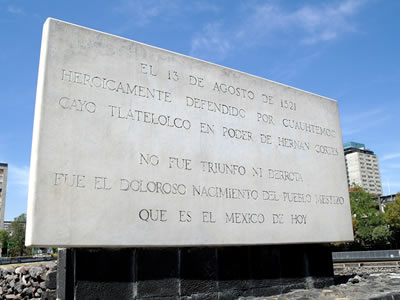 EL 13 DE AGOSTO DE 1521
HEROICAMENTE DEFENDIDO POR CUAUHTEMOC
CAYO TLATELOLCO EN PODER DE HERNAN CORTES
NO FUE TRIUNFO NI DERROTA
FUE EL DOLOROSO NACIMIENTO DEL PUEBLO MESTIZO
QUE ES EL MEXICO DE HOY